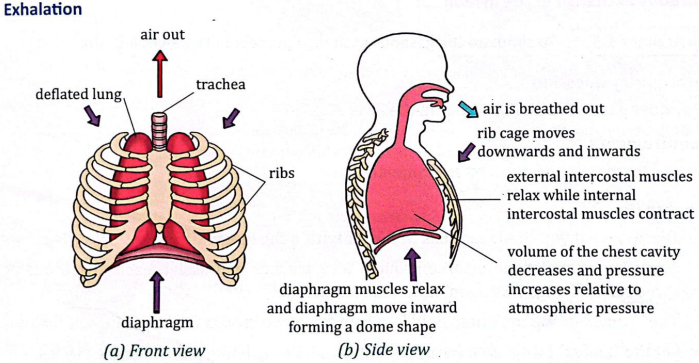 Exhalation
air out
trachea
deflated lung
ribs
diaphragm
(a) Front view
air is breathed out
rib cage moves
downwards and inwards
external intercostal muscles
relax while internal
intercostal muscles contract
volume of the chest cavity
decreases and pressure
increases relative to
atmospheric pressure
diaphragm muscles relax
and diaphragm move inward
forming a dome shape
(b) Side view